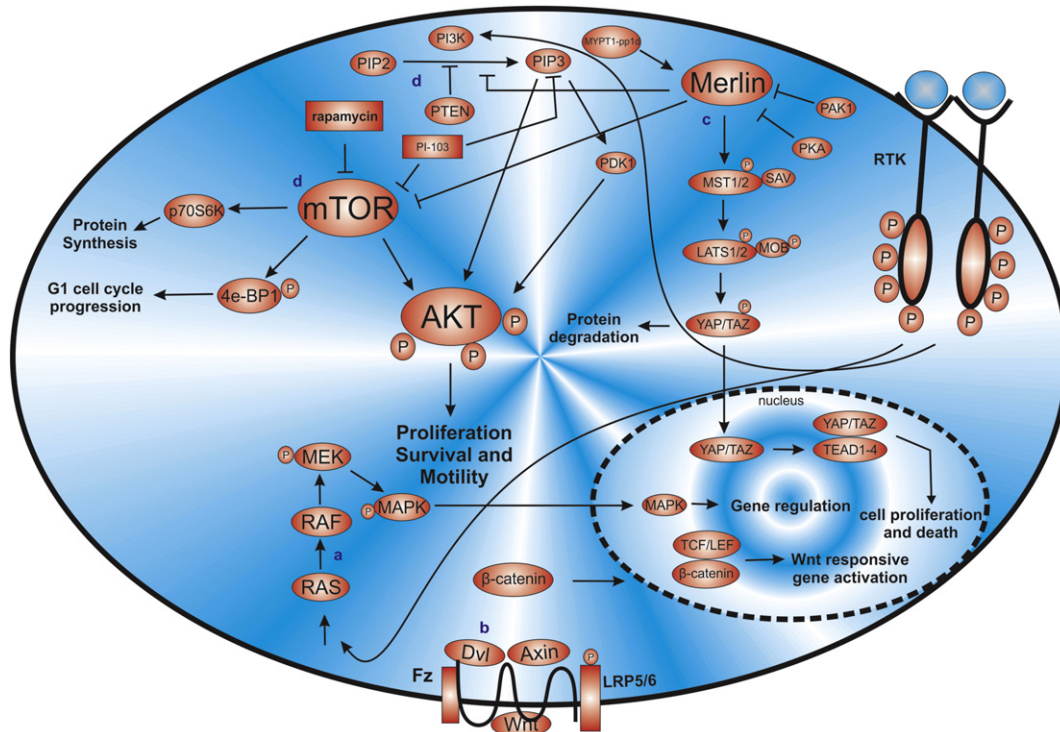 PI3K
MYPT1-pp1α
PIP2
PIP3
d
PTEN
Merlin
PAK1
rapamycin
PI-103
c
PKA
RTK
PDK1
P
MST1/2
SAV
d
mTOR
p70S6K
Protein
Synthesis
P
P
LATS1/2
MOB
P
P
P
P
P
P
P
P
P
G1 cell cycle
progression
4e-BP1
P
AKT
P
P
P
P
YAP/TAZ
Protein
degradation
nucleus
Proliferation
Survival and
Motility
YAP/TAZ
YAP/TAZ
TEAD1-4
P
MEK
P
MAPK
MAPK
Gene regulation
cell proliferation
and death
RAF
a
RAS
TCF/LEF
β-catenin
Wnt responsive
gene activation
β-catenin
b
Dvl
Axin
P
Fz
LRP5/6
Wnt